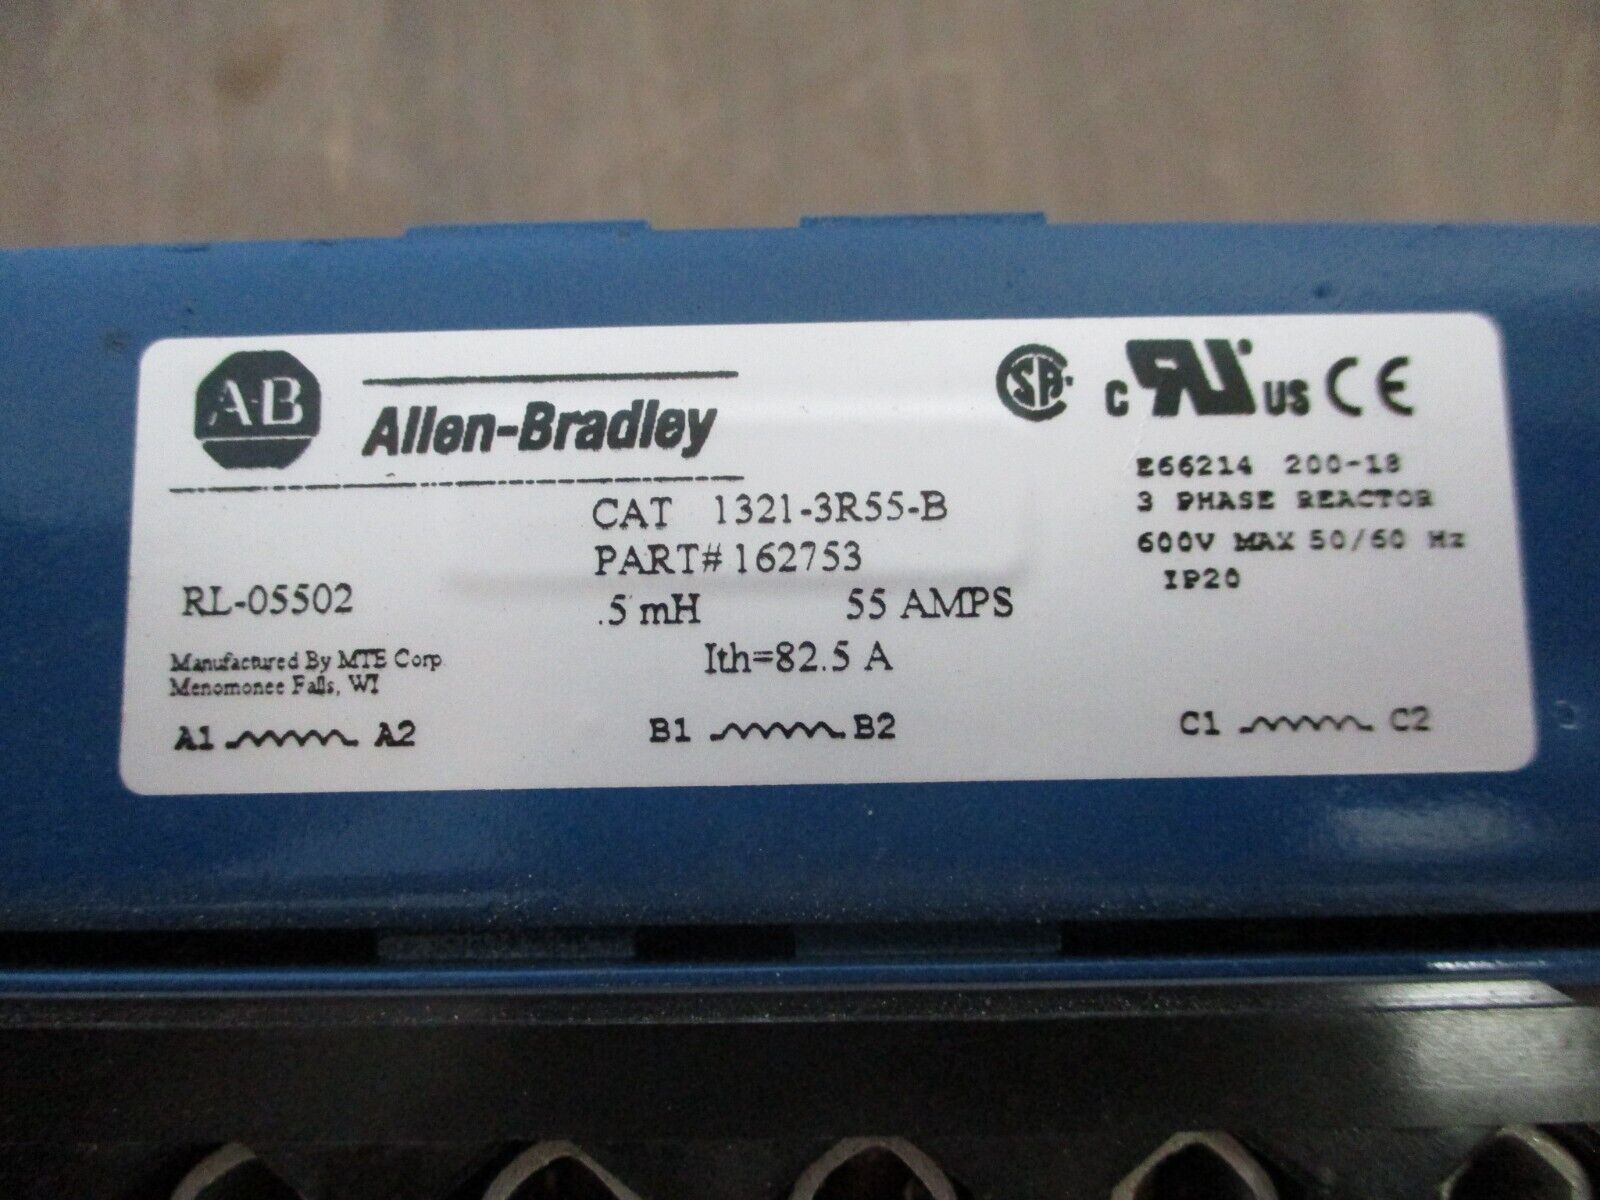 AB
Allen-Bradley
CAT 1321-3R55-B
PART# 162753
RL-05502
.5 mH 55 AMPS
Ith=82.5 A
Manufactured By MTE Corp
Menomonee Falls, WI
SA
C RU US CE
E66214 200-18
3 PHASE REACTOR
600V MAX 50/60 Hz
IP20
A1 A2
B1 B2
C1 C2